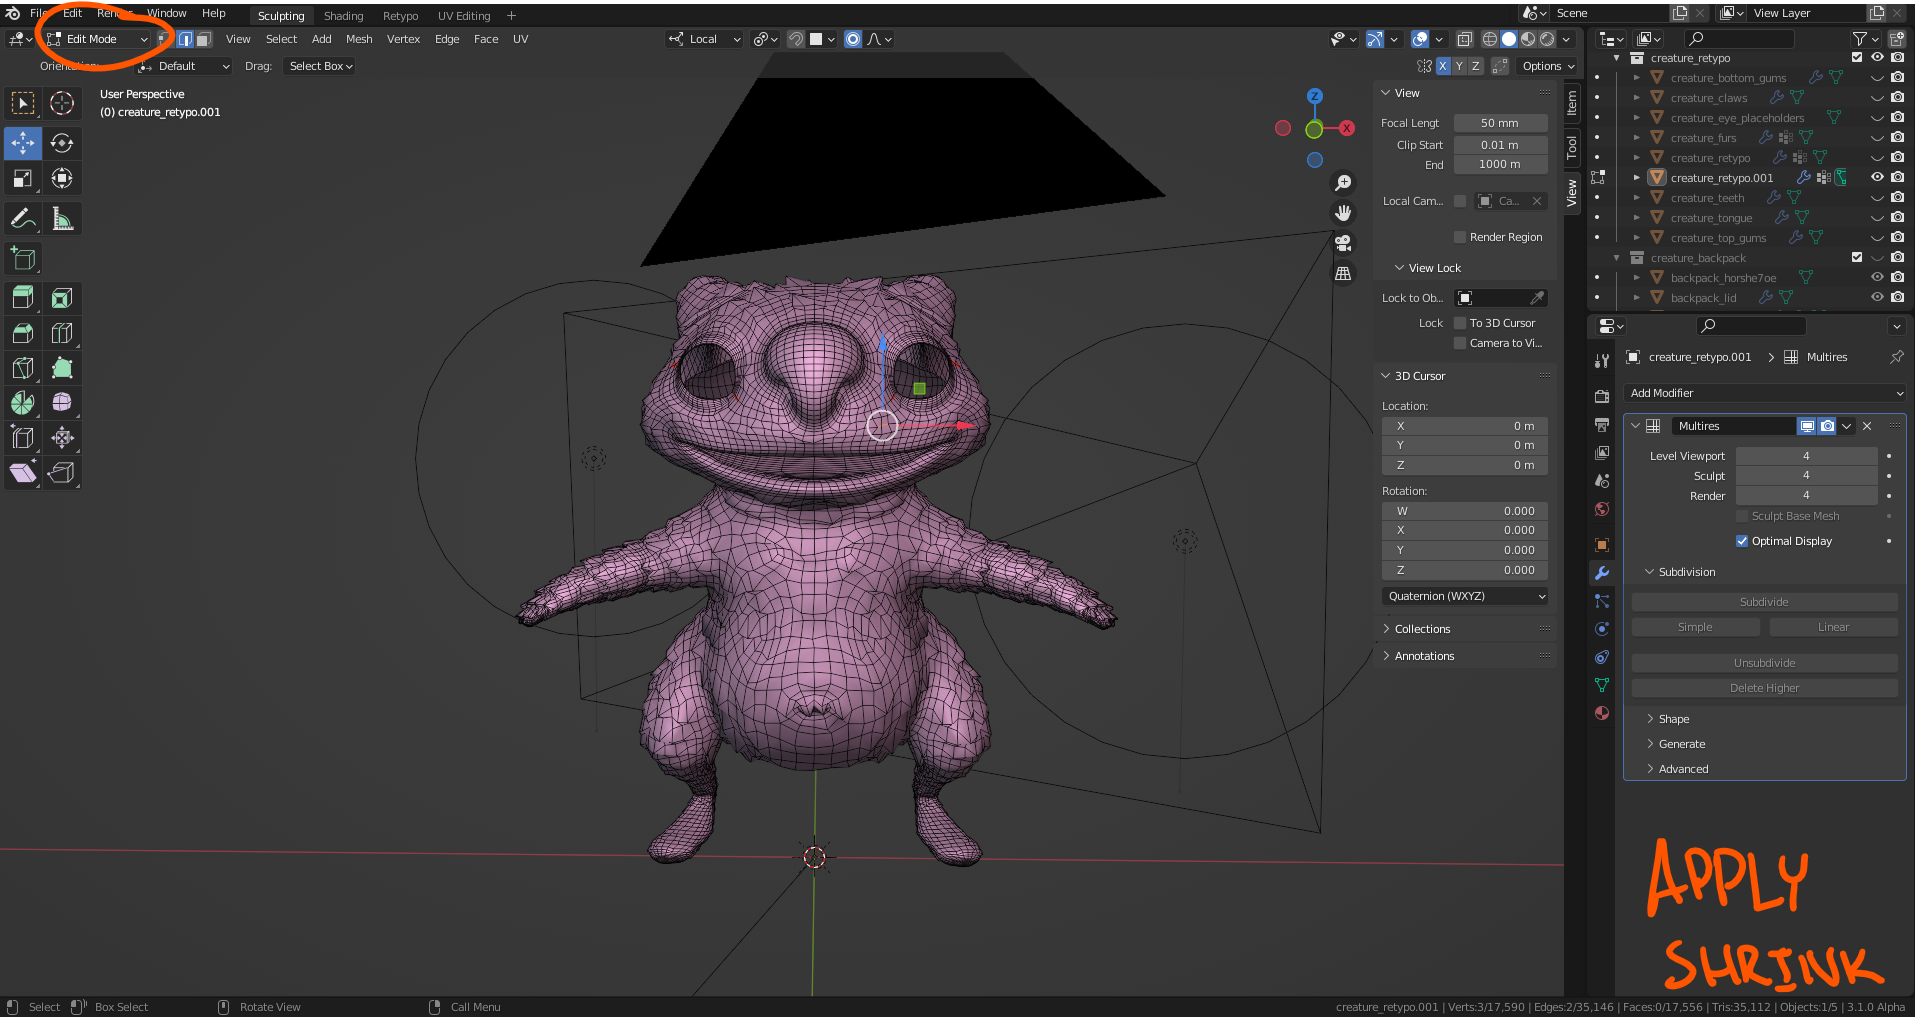 File Edit Render Window Help Sculpting Shading Retypo UV Editing + Scene View Layer
Edit Mode View Select Add Mesh Vertex Edge Face UV Local
Orientation: Default Drag: Select Box X Y Z Options
User Perspective
(0) creature_retypo.001
Z
X
View
Focal Lengt 50 mm
Clip Start 0.01 m
End 1000 m
Local Cam... Ca...
Render Region
View Lock
Lock to Ob...
Lock To 3D Cursor
Camera to Vi...
3D Cursor
Location:
X 0 m
Y 0 m
Z 0 m
Rotation:
W 0.000
X 0.000
Y 0.000
Z 0.000
Quaternion (WXYZ)
Collections
Annotations
Item
Tool
View
creature_retypo
creature_bottom_gums
creature_claws
creature_eye_placeholders
creature_furs
creature_retypo
creature_retypo.001
creature_teeth
creature_tongue
creature_top_gums
creature_backpack
backpack_horshe7oe
backpack_lid
creature_retypo.001 Multires
Add Modifier
Multires
Level Viewport 4
Sculpt 4
Render 4
Sculpt Base Mesh
Optimal Display
Subdivision
Subdivide
Simple Linear
Unsubdivide
Delete Higher
Shape
Generate
Advanced
APPLY
SHRINK
Select Box Select Rotate View Call Menu creature_retypo.001 | Verts:3/17,590 | Edges:2/35,146 | Faces:0/17,556 | Tris:35,112 | Objects:1/5 | 3.1.0 Alpha